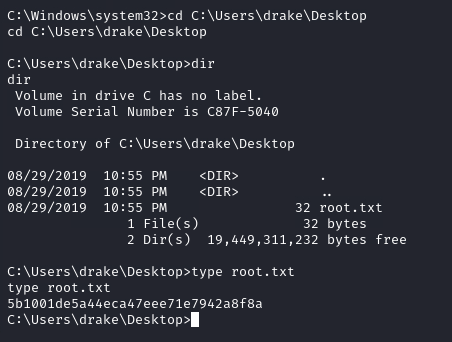 C:\Windows\system32>cd C:\Users\drake\Desktop
cd C:\Users\drake\Desktop
C:\Users\drake\Desktop>dir
dir
 Volume in drive C has no label.
 Volume Serial Number is C87F-5040
 Directory of C:\Users\drake\Desktop
08/29/2019  10:55 PM    <DIR>          .
08/29/2019  10:55 PM    <DIR>          ..
08/29/2019  10:55 PM                32 root.txt
               1 File(s)             32 bytes
               2 Dir(s)  19,449,311,232 bytes free
C:\Users\drake\Desktop>type root.txt
type root.txt
5b1001de5a44eca47eee71e7942a8f8a
C:\Users\drake\Desktop>